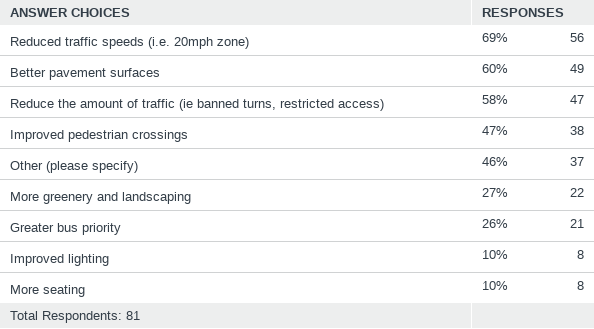 ANSWER CHOICES RESPONSES
Reduced traffic speeds (i.e. 20mph zone) 69% 56
Better pavement surfaces 60% 49
Reduce the amount of traffic (ie banned turns, restricted access) 58% 47
Improved pedestrian crossings 47% 38
Other (please specify) 46% 37
More greenery and landscaping 27% 22
Greater bus priority 26% 21
Improved lighting 10% 8
More seating 10% 8
Total Respondents: 81